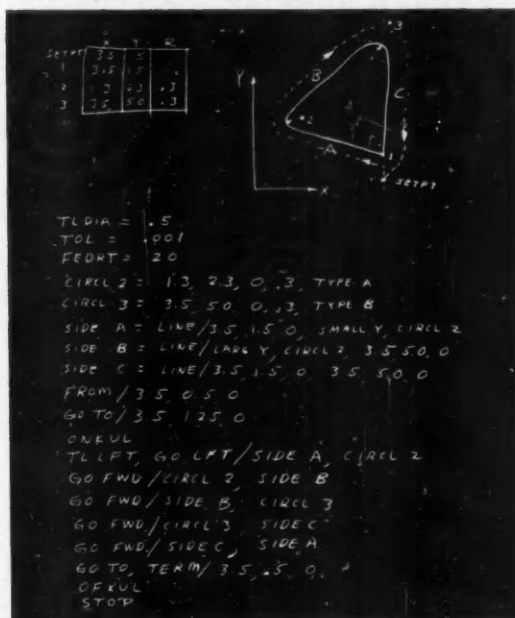 X Y R
SETPT 3.5 .5
3.5 1.5
2 1.3 2.3 .3
3 3.5 5.0 .3
3
Y B C
2
A 1
X SETPT
TLDIA = .5
TOL = .001
FEDRT = 20
CIRCL 2 = 1.3, 2.3, 0, .3, TYPE A
CIRCL 3 = 3.5, 5.0, 0, .3, TYPE B
SIDE A = LINE/3.5, 1.5, 0, SMALL Y, CIRCL 2
SIDE B = LINE/LARG Y, CIRCL 2, 3.5, 5.0, 0
SIDE C = LINE/3.5, 1.5, 0, 3.5, 5.0, 0
FROM/3.5, 0.5, 0
GO TO/3.5, 1.25, 0
ONKUL
TL LFT, GO LFT/SIDE A, CIRCL 2
GO FWD/CIRCL 2, SIDE B
GO FWD/SIDE B, CIRCL 3
GO FWD/CIRCL 3, SIDE C
GO FWD/SIDE C, SIDE A
GO TO, TERM/3.5, .5, 0,
OFKUL
STOP